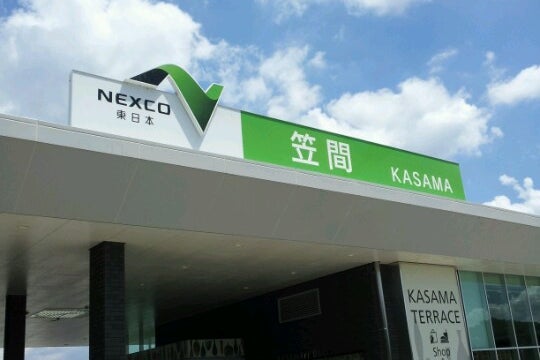 NEXCO
東日本
笠間 KASAMA
KASAMA
TERRACE
Shop